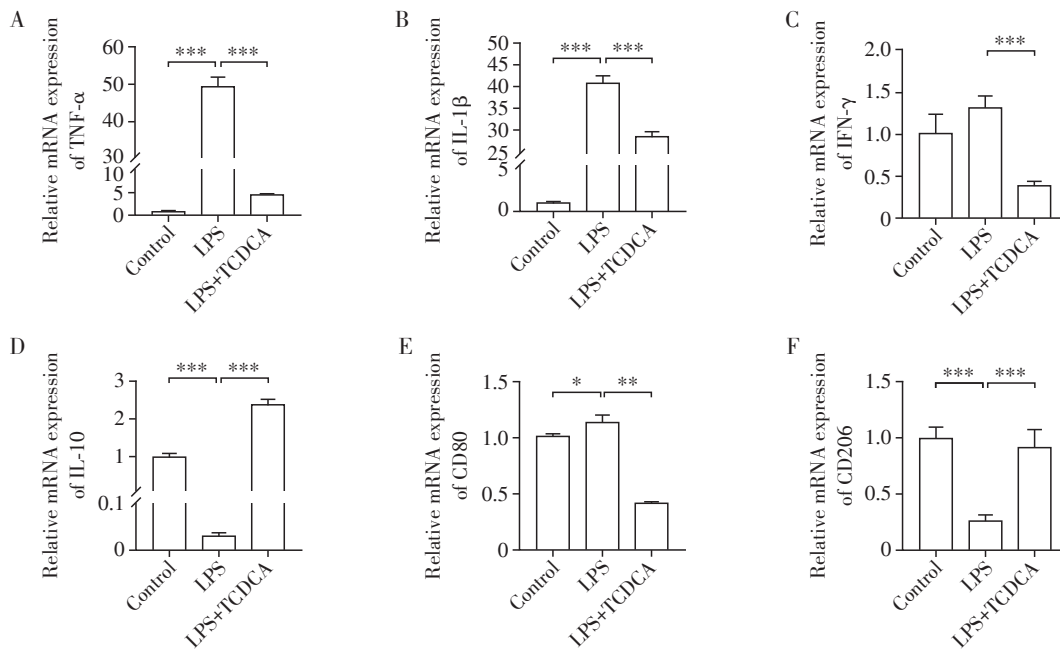 A
Relative mRNA expression
of TNF-α
60
50
40
30
10
5
0
***
***
Control
LPS
LPS+TCDCA
B
Relative mRNA expression
of IL-1β
50
45
40
35
30
25
5
0
***
***
Control
LPS
LPS+TCDCA
C
Relative mRNA expression
of IFN-γ
2.0
1.5
1.0
0.5
0
***
Control
LPS
LPS+TCDCA
D
Relative mRNA expression
of IL-10
3
2
1
0.1
0
***
***
Control
LPS
LPS+TCDCA
E
Relative mRNA expression
of CD80
1.5
1.0
0.5
0
*
**
Control
LPS
LPS+TCDCA
F
Relative mRNA expression
of CD206
1.5
1.0
0.5
0
***
***
Control
LPS
LPS+TCDCA